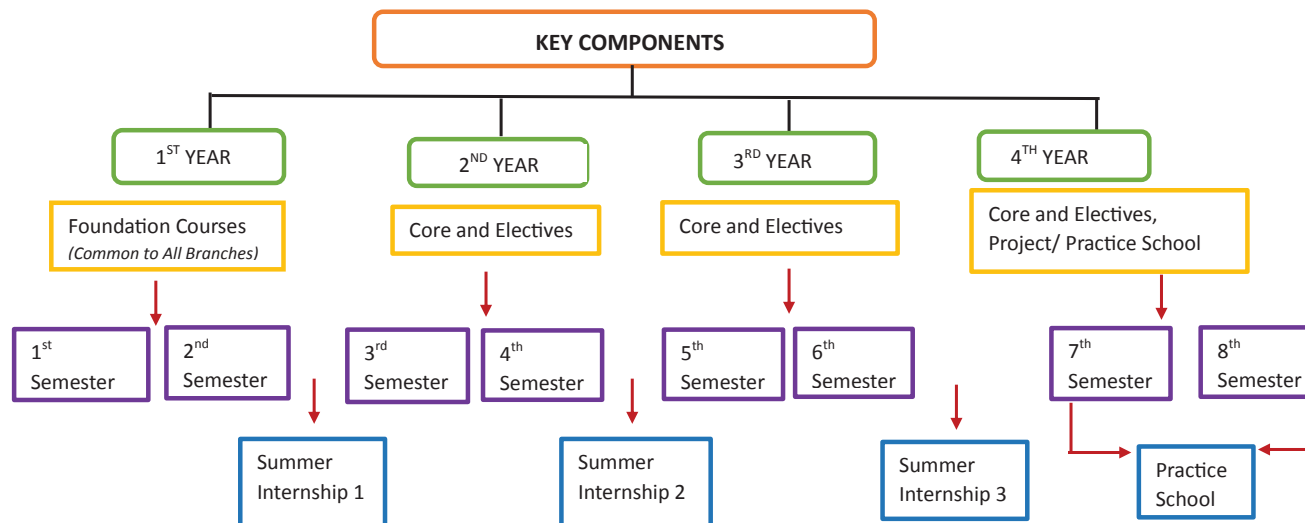 KEY COMPONENTS
1ST YEAR
2ND YEAR
3RD YEAR
4TH YEAR
Foundation Courses
(Common to All Branches)
Core and Electives
Core and Electives
Core and Electives,
Project/ Practice School
1st
Semester
2nd
Semester
3rd
Semester
4th
Semester
5th
Semester
6th
Semester
7th
Semester
8th
Semester
Summer
Internship 1
Summer
Internship 2
Summer
Internship 3
Practice
School